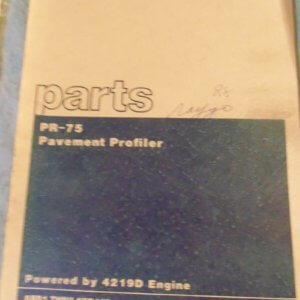 parts
PR-75
Pavement Profiler
Powered by 4219D Engine